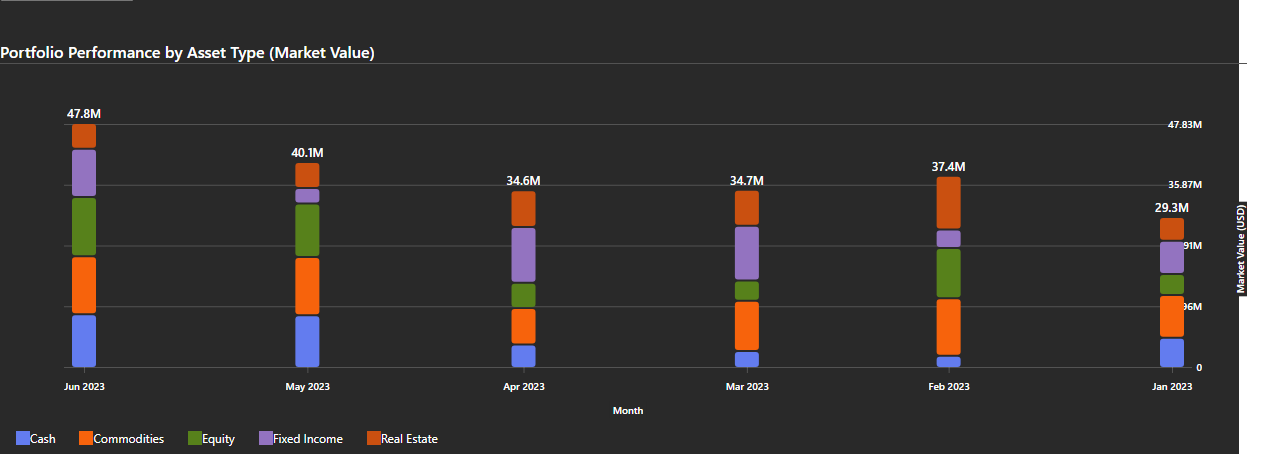 Portfolio Performance by Asset Type (Market Value)
47.8M
40.1M
34.6M
34.7M
37.4M
29.3M
47.83M
35.87M
91M
96M
0
Market Value (USD)
Jun 2023
May 2023
Apr 2023
Mar 2023
Feb 2023
Jan 2023
Month
Cash
Commodities
Equity
Fixed Income
Real Estate